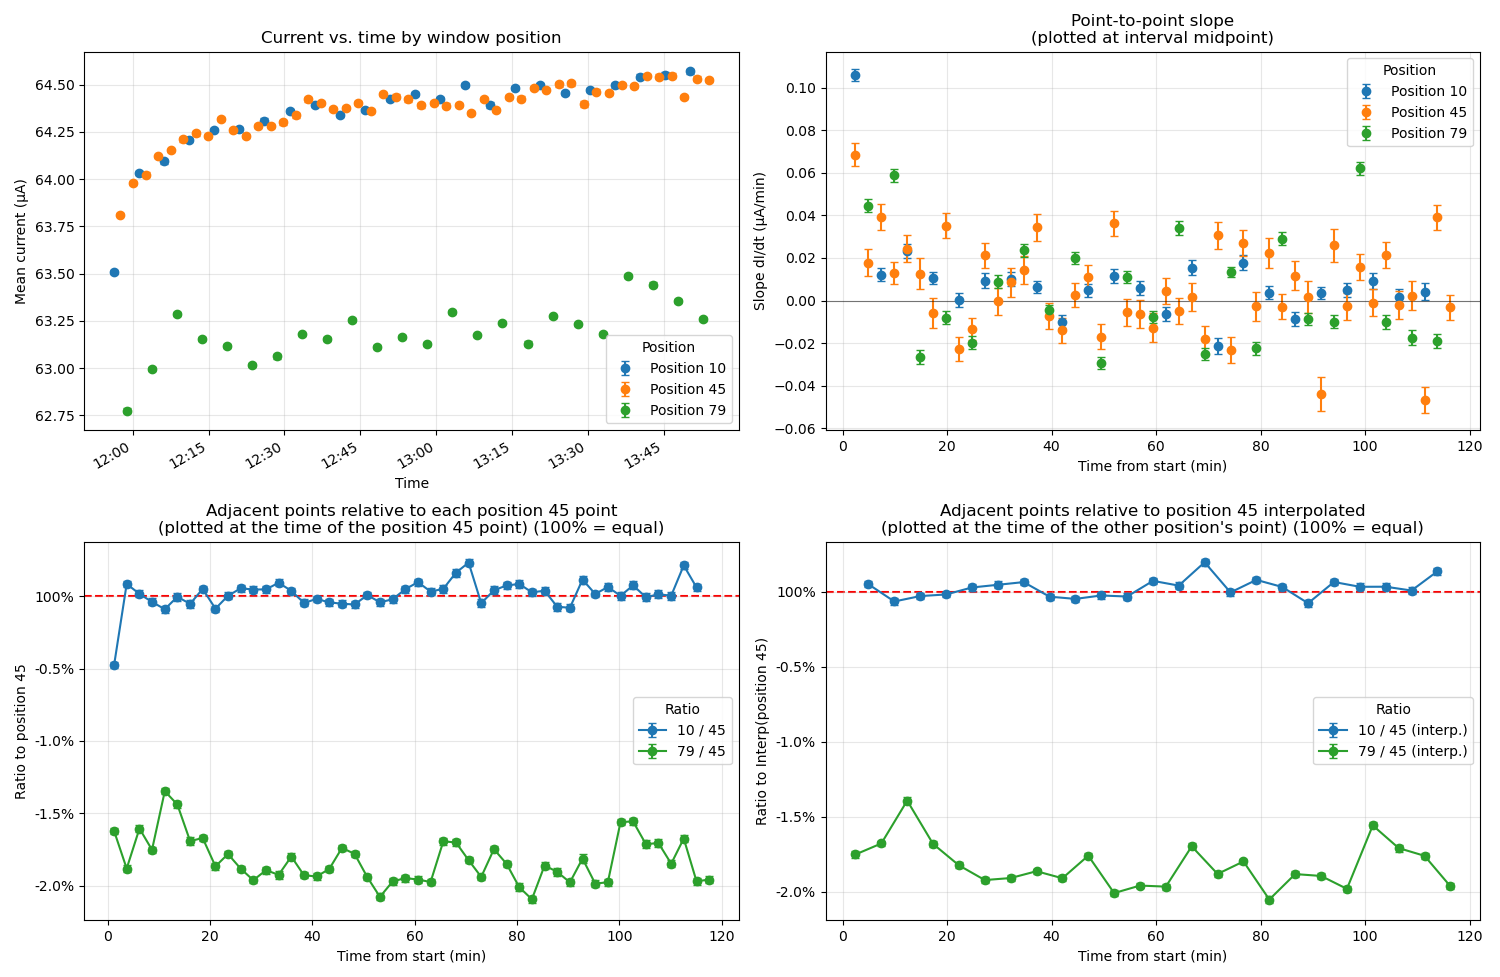 Current vs. time by window position
Mean current (μA)
64.50
64.25
64.00
63.75
63.50
63.25
63.00
62.75
12:00
12:15
12:30
12:45
13:00
13:15
13:30
13:45
Time
Position
Position 10
Position 45
Position 79
Point-to-point slope
(plotted at interval midpoint)
Slope dI/dt (μA/min)
0.10
0.08
0.06
0.04
0.02
0.00
−0.02
−0.04
−0.06
0
20
40
60
80
100
120
Time from start (min)
Position
Position 10
Position 45
Position 79
Adjacent points relative to each position 45 point
(plotted at the time of the position 45 point) (100% = equal)
Ratio to position 45
100%
-0.5%
-1.0%
-1.5%
-2.0%
0
20
40
60
80
100
120
Time from start (min)
Ratio
10 / 45
79 / 45
Adjacent points relative to position 45 interpolated
(plotted at the time of the other position's point) (100% = equal)
Ratio to Interp(position 45)
100%
-0.5%
-1.0%
-1.5%
-2.0%
0
20
40
60
80
100
120
Time from start (min)
Ratio
10 / 45 (interp.)
79 / 45 (interp.)